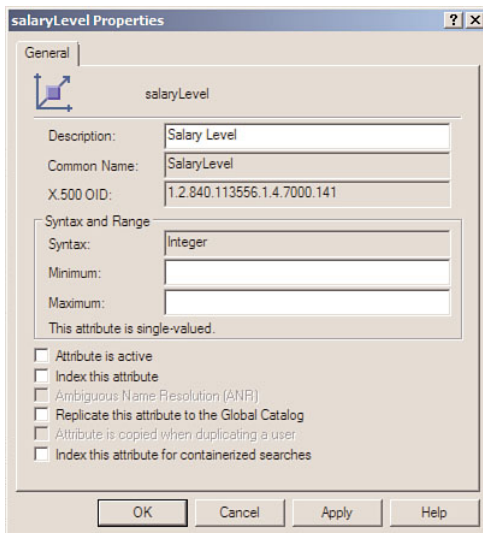 salaryLevel Properties
General
salaryLevel
Description: Salary Level
Common Name: SalaryLevel
X.500 OID: 1.2.840.113556.1.4.7000.141
Syntax and Range
Syntax: Integer
Minimum:
Maximum:
This attribute is single-valued.
Attribute is active
Index this attribute
Ambiguous Name Resolution (ANR)
Replicate this attribute to the Global Catalog
Attribute is copied when duplicating a user
Index this attribute for containerized searches
OK Cancel Apply Help